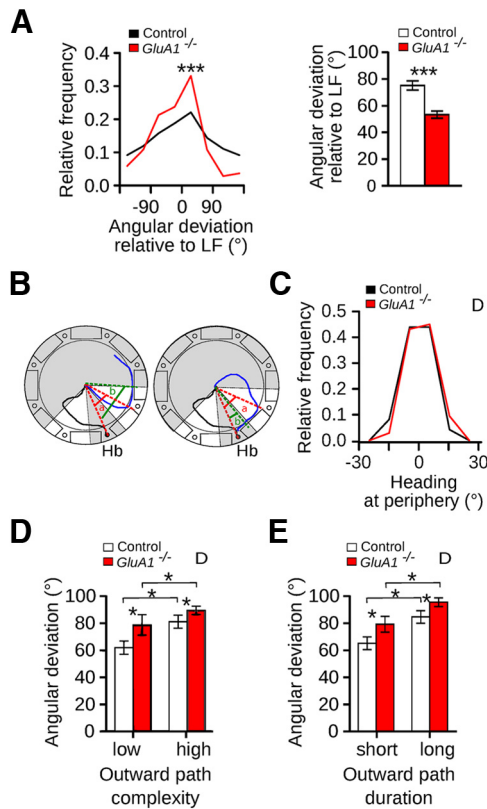 A
Control
GluA1 -/-
***
Relative frequency
0.4
0.3
0.2
0.1
0.0
-90 0 90
Angular deviation
relative to LF (°)
Control
GluA1 -/-
***
Angular deviation
relative to LF (°)
100
80
60
40
20
0
B
b
a
Hb
a
b
Hb
C
Control
GluA1 -/-
D
Relative frequency
0.5
0.4
0.3
0.2
0.1
0.0
-30 0 30
Heading
at periphery (°)
D
Control
GluA1 -/-
D
*
*
*
*
Angular deviation (°)
100
80
60
40
20
0
low high
Outward path
complexity
E
Control
GluA1 -/-
D
*
*
*
*
Angular deviation (°)
100
80
60
40
20
0
short long
Outward path
duration